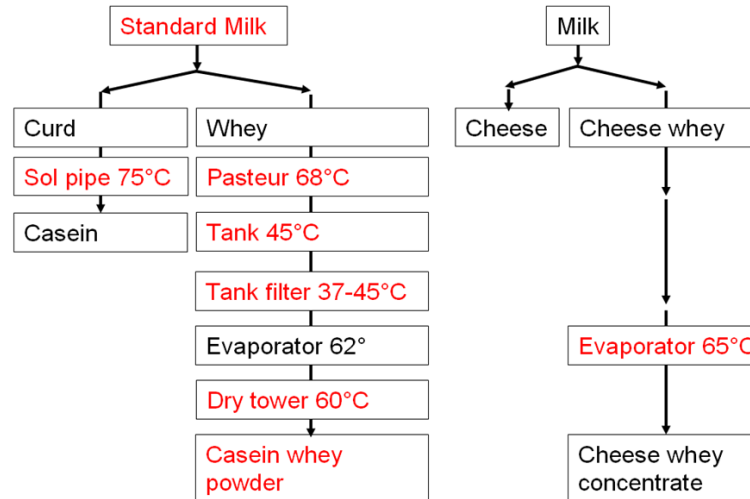 Standard Milk
Curd
Whey
Sol pipe 75°C
Pasteur 68°C
Casein
Tank 45°C
Tank filter 37-45°C
Evaporator 62°
Dry tower 60°C
Casein whey
powder
Milk
Cheese
Cheese whey
Evaporator 65°C
Cheese whey
concentrate